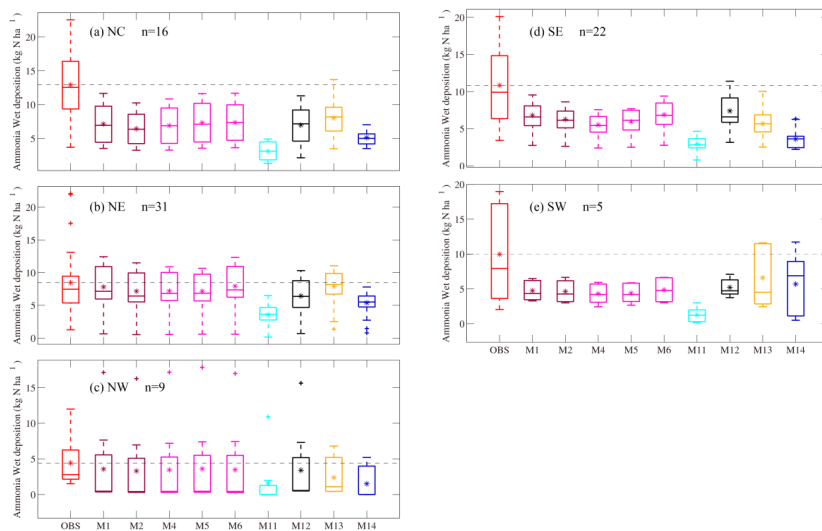 Ammonia Wet deposition (kg N ha ¹ )
20
15
10
5
(a) NC n=16
Ammonia Wet deposition (kg N ha ¹ )
20
15
10
5
0
(b) NE n=31
Ammonia Wet deposition (kg N ha ¹ )
15
10
5
0
(c) NW n=9
OBS M1 M2 M4 M5 M6 M11 M12 M13 M14
Ammonia Wet deposition (kg N ha ¹ )
20
15
10
5
0
(d) SE n=22
Ammonia Wet deposition (kg N ha ¹ )
20
15
10
5
0
(e) SW n=5
OBS M1 M2 M4 M5 M6 M11 M12 M13 M14